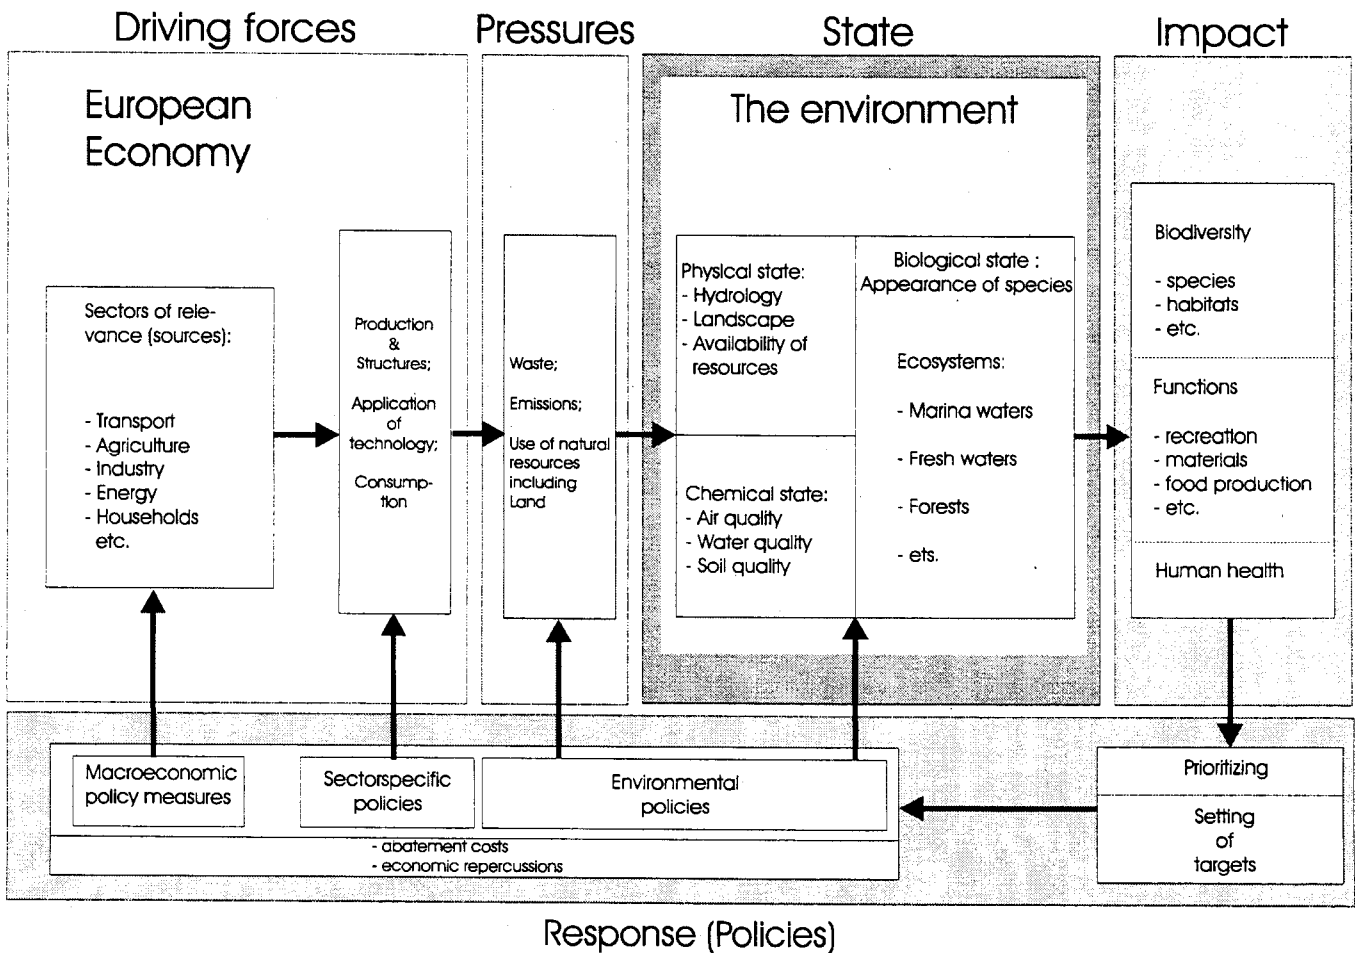 Driving forces
Pressures
State
Impact
European
Economy
Sectors of rele-
vance (sources):
- Transport
- Agriculture
- Industry
- Energy
- Households
etc.
Production
&
Structures;
Application
of
technology;
Consump-
tion
Waste;
Emissions;
Use of natural
resources
including
Land
The environment
Physical state:
- Hydrology
- Landscape
- Availability of
resources
Chemical state:
- Air quality
- Water quality
- Soil quality
Biological state :
Appearance of species
Ecosystems:
- Marina waters
- Fresh waters
- Forests
- ets.
Biodiversity
- species
- habitats
- etc.
Functions
- recreation
- materials
- food production
- etc.
Human health
Macroeconomic
policy measures
Sectorspecific
policies
Environmental
policies
- abatement costs
- economic repercussions
Prioritizing
Setting
of
targets
Response (Policies)